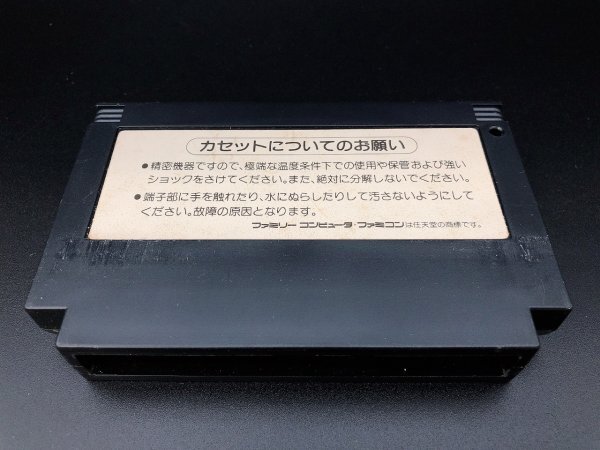 カセットについてのお願い
●精密機器ですので、極端な温度条件下での使用や保管および強い
ショックをさけてください。また、絶対に分解しないでください。
●端子部に手を触れたり、水にぬらしたりして汚さないようにして
ください。故障の原因となります。
ファミリーコンピュータ・ファミコンは任天堂の商標です。